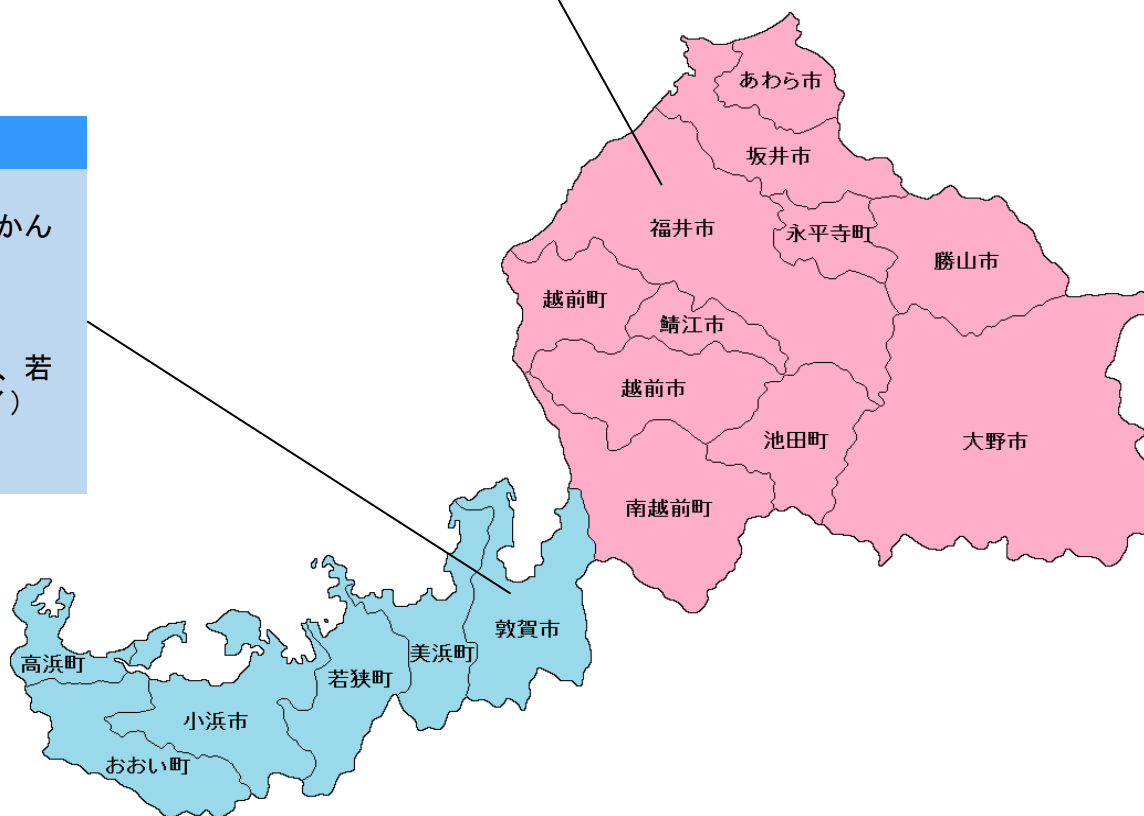 かん
、若
）
あわら市
坂井市
福井市
永平寺町
勝山市
越前町
鯖江市
越前市
池田町
大野市
南越前町
敦賀市
美浜町
若狭町
高浜町
小浜市
おおい町